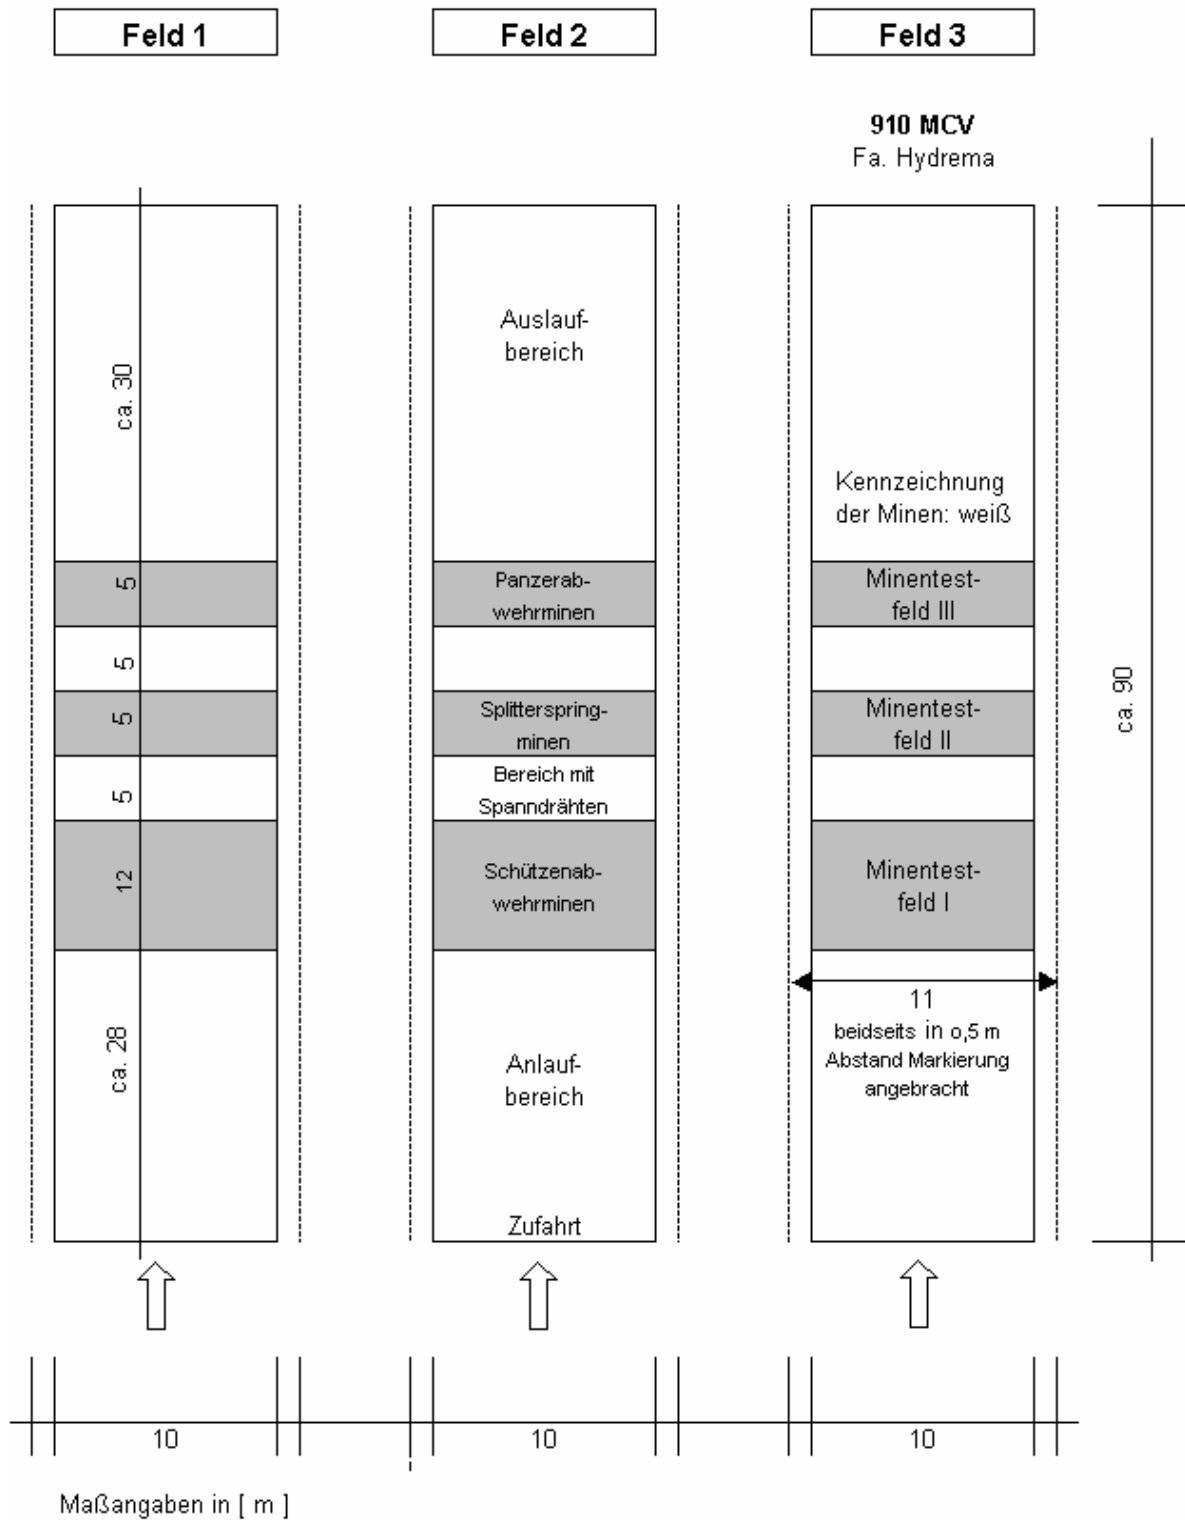 Feld 1
Feld 2
Feld 3
910 MCV
Fa. Hydrema
ca. 30
5
5
5
5
12
ca. 28
Auslauf-
bereich
Panzerab-
wehrminen
Splitterspring-
minen
Bereich mit
Spanndrähten
Schützenab-
wehrminen
Anlauf-
bereich
Zufahrt
Kennzeichnung
der Minen: weiß
Minentest-
feld III
Minentest-
feld II
Minentest-
feld I
11
beidseits in o,5 m
Abstand Markierung
angebracht
ca. 90
10
10
10
Maßangaben in [ m ]